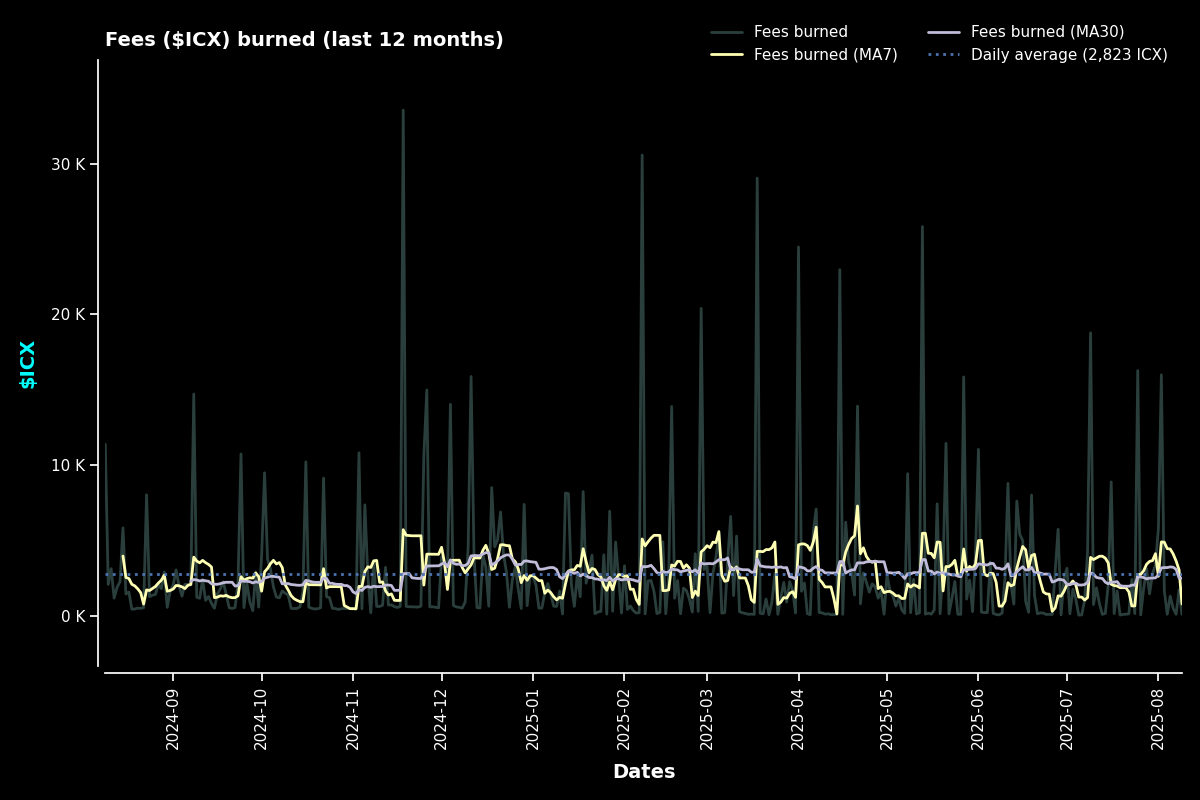 Fees ($ICX) burned (last 12 months)
Fees burned
Fees burned (MA7)
Fees burned (MA30)
Daily average (2,823 ICX)
$ICX
30 K
20 K
10 K
0 K
2024-09
2024-10
2024-11
2024-12
2025-01
2025-02
2025-03
2025-04
2025-05
2025-06
2025-07
2025-08
Dates